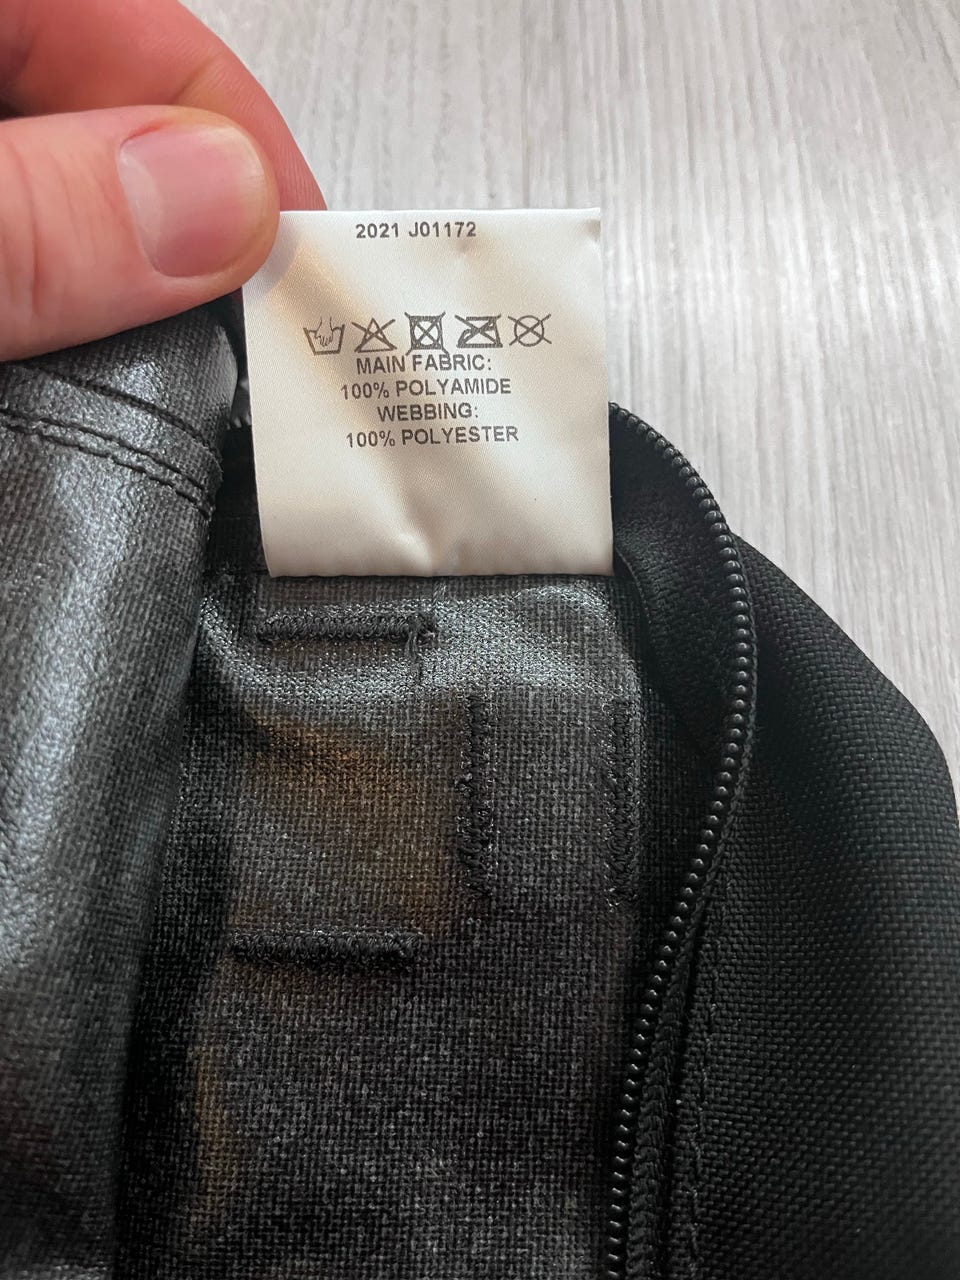 2021 J01172
MAIN FABRIC:
100% POLYAMIDE
WEBBING:
100% POLYESTER